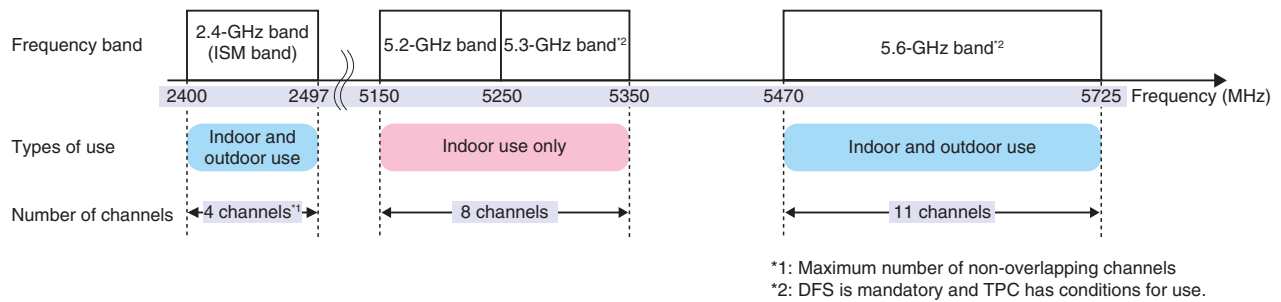 Frequency band
2.4-GHz band
(ISM band)
5.2-GHz band
5.3-GHz band*2
5.6-GHz band*2
2400
2497
5150
5250
5350
5470
5725
Frequency (MHz)
Types of use
Indoor and
outdoor use
Indoor use only
Indoor and outdoor use
Number of channels
4 channels*1
8 channels
11 channels
*1: Maximum number of non-overlapping channels
*2: DFS is mandatory and TPC has conditions for use.